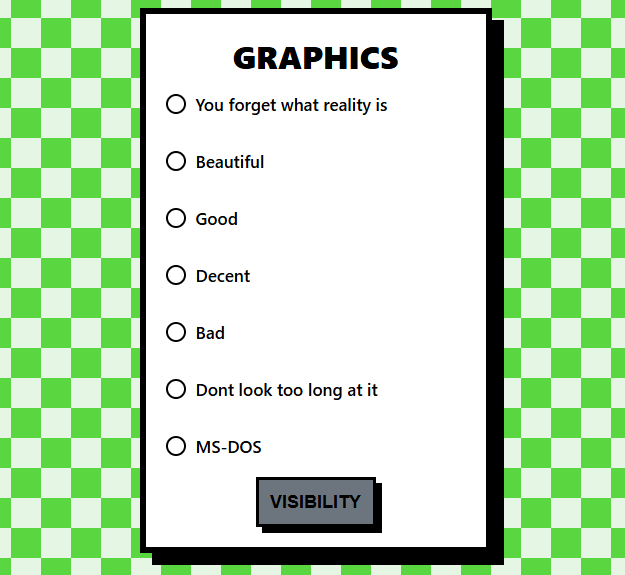 GRAPHICS
You forget what reality is
Beautiful
Good
Decent
Bad
Dont look too long at it
MS-DOS
VISIBILITY